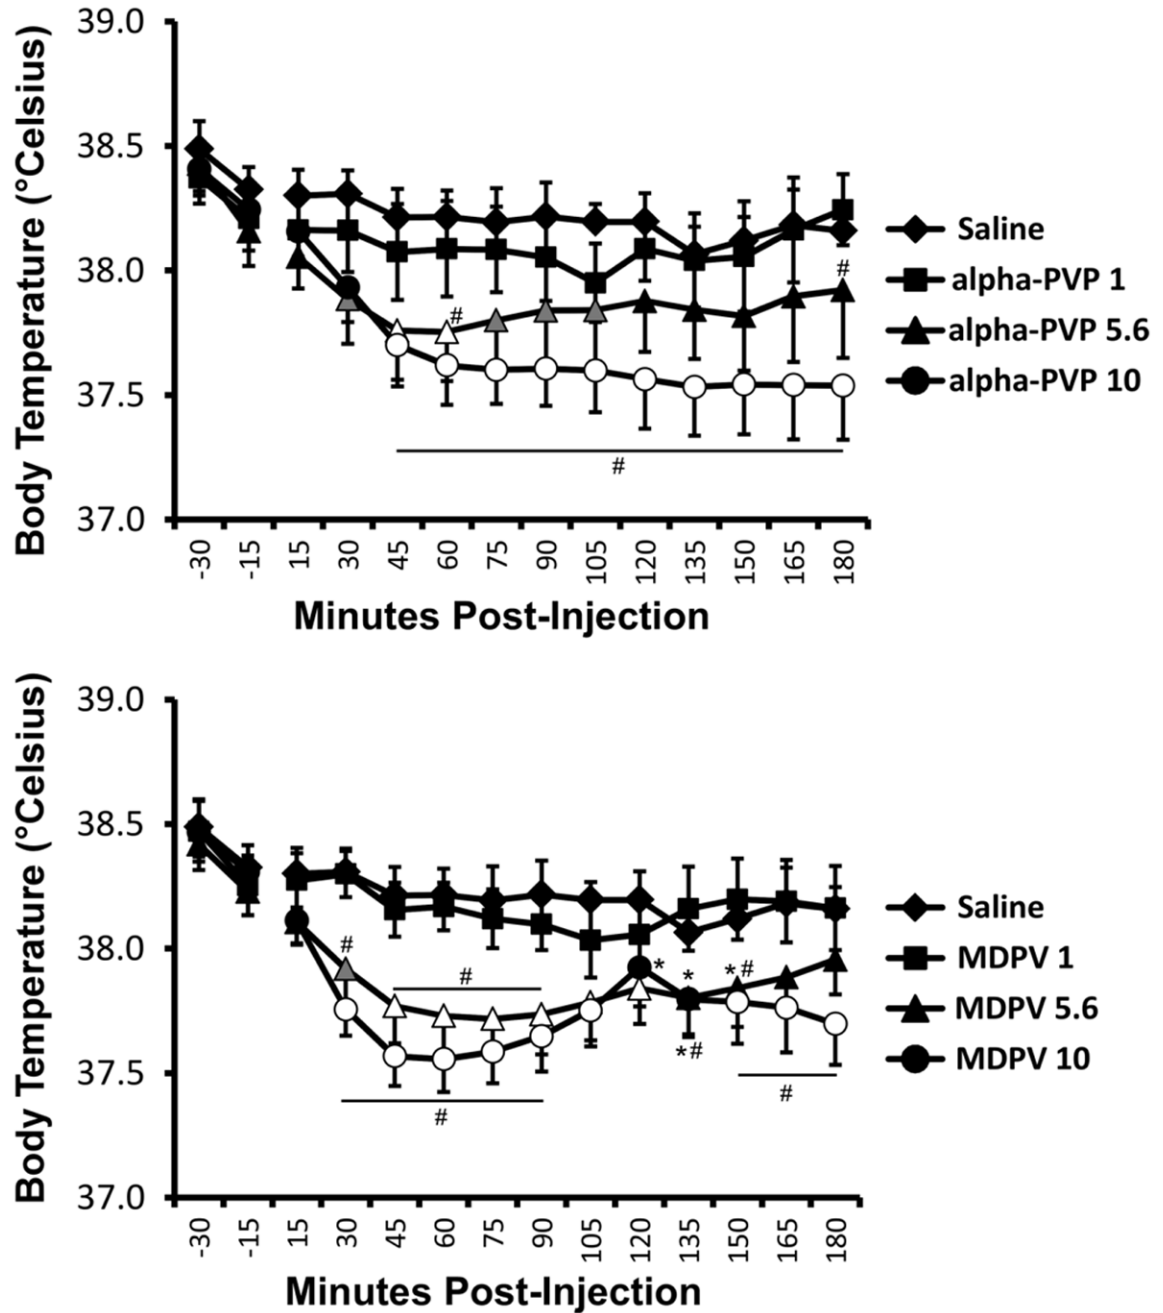 Body Temperature (°Celsius)
39.0
38.5
38.0
37.5
37.0
#
#
#
-30 -15 15 30 45 60 75 90 105 120 135 150 165 180
Minutes Post-Injection
Saline
alpha-PVP 1
alpha-PVP 5.6
alpha-PVP 10
Body Temperature (°Celsius)
39.0
38.5
38.0
37.5
37.0
#
#
*
*
*#
*#
#
#
-30 -15 15 30 45 60 75 90 105 120 135 150 165 180
Minutes Post-Injection
Saline
MDPV 1
MDPV 5.6
MDPV 10